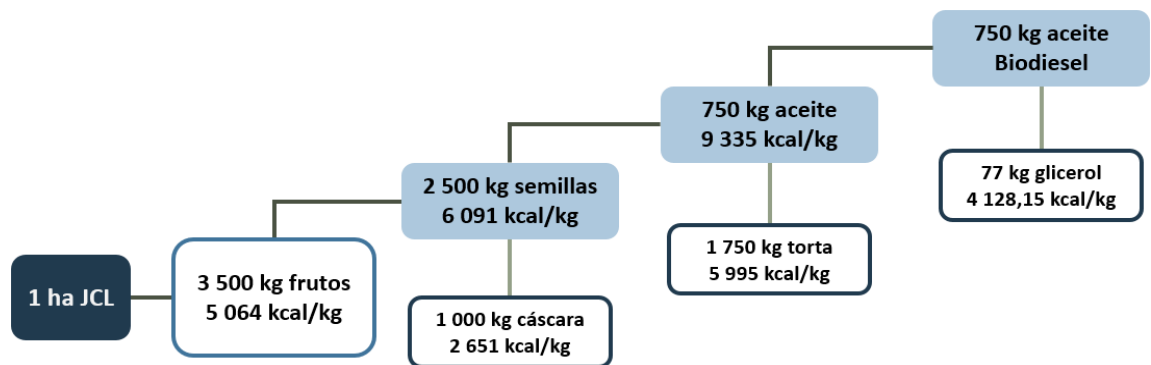 1 ha JCL
3 500 kg frutos
5 064 kcal/kg
2 500 kg semillas
6 091 kcal/kg
1 000 kg cáscara
2 651 kcal/kg
750 kg aceite
9 335 kcal/kg
1 750 kg torta
5 995 kcal/kg
750 kg aceite
Biodiesel
77 kg glicerol
4 128,15 kcal/kg